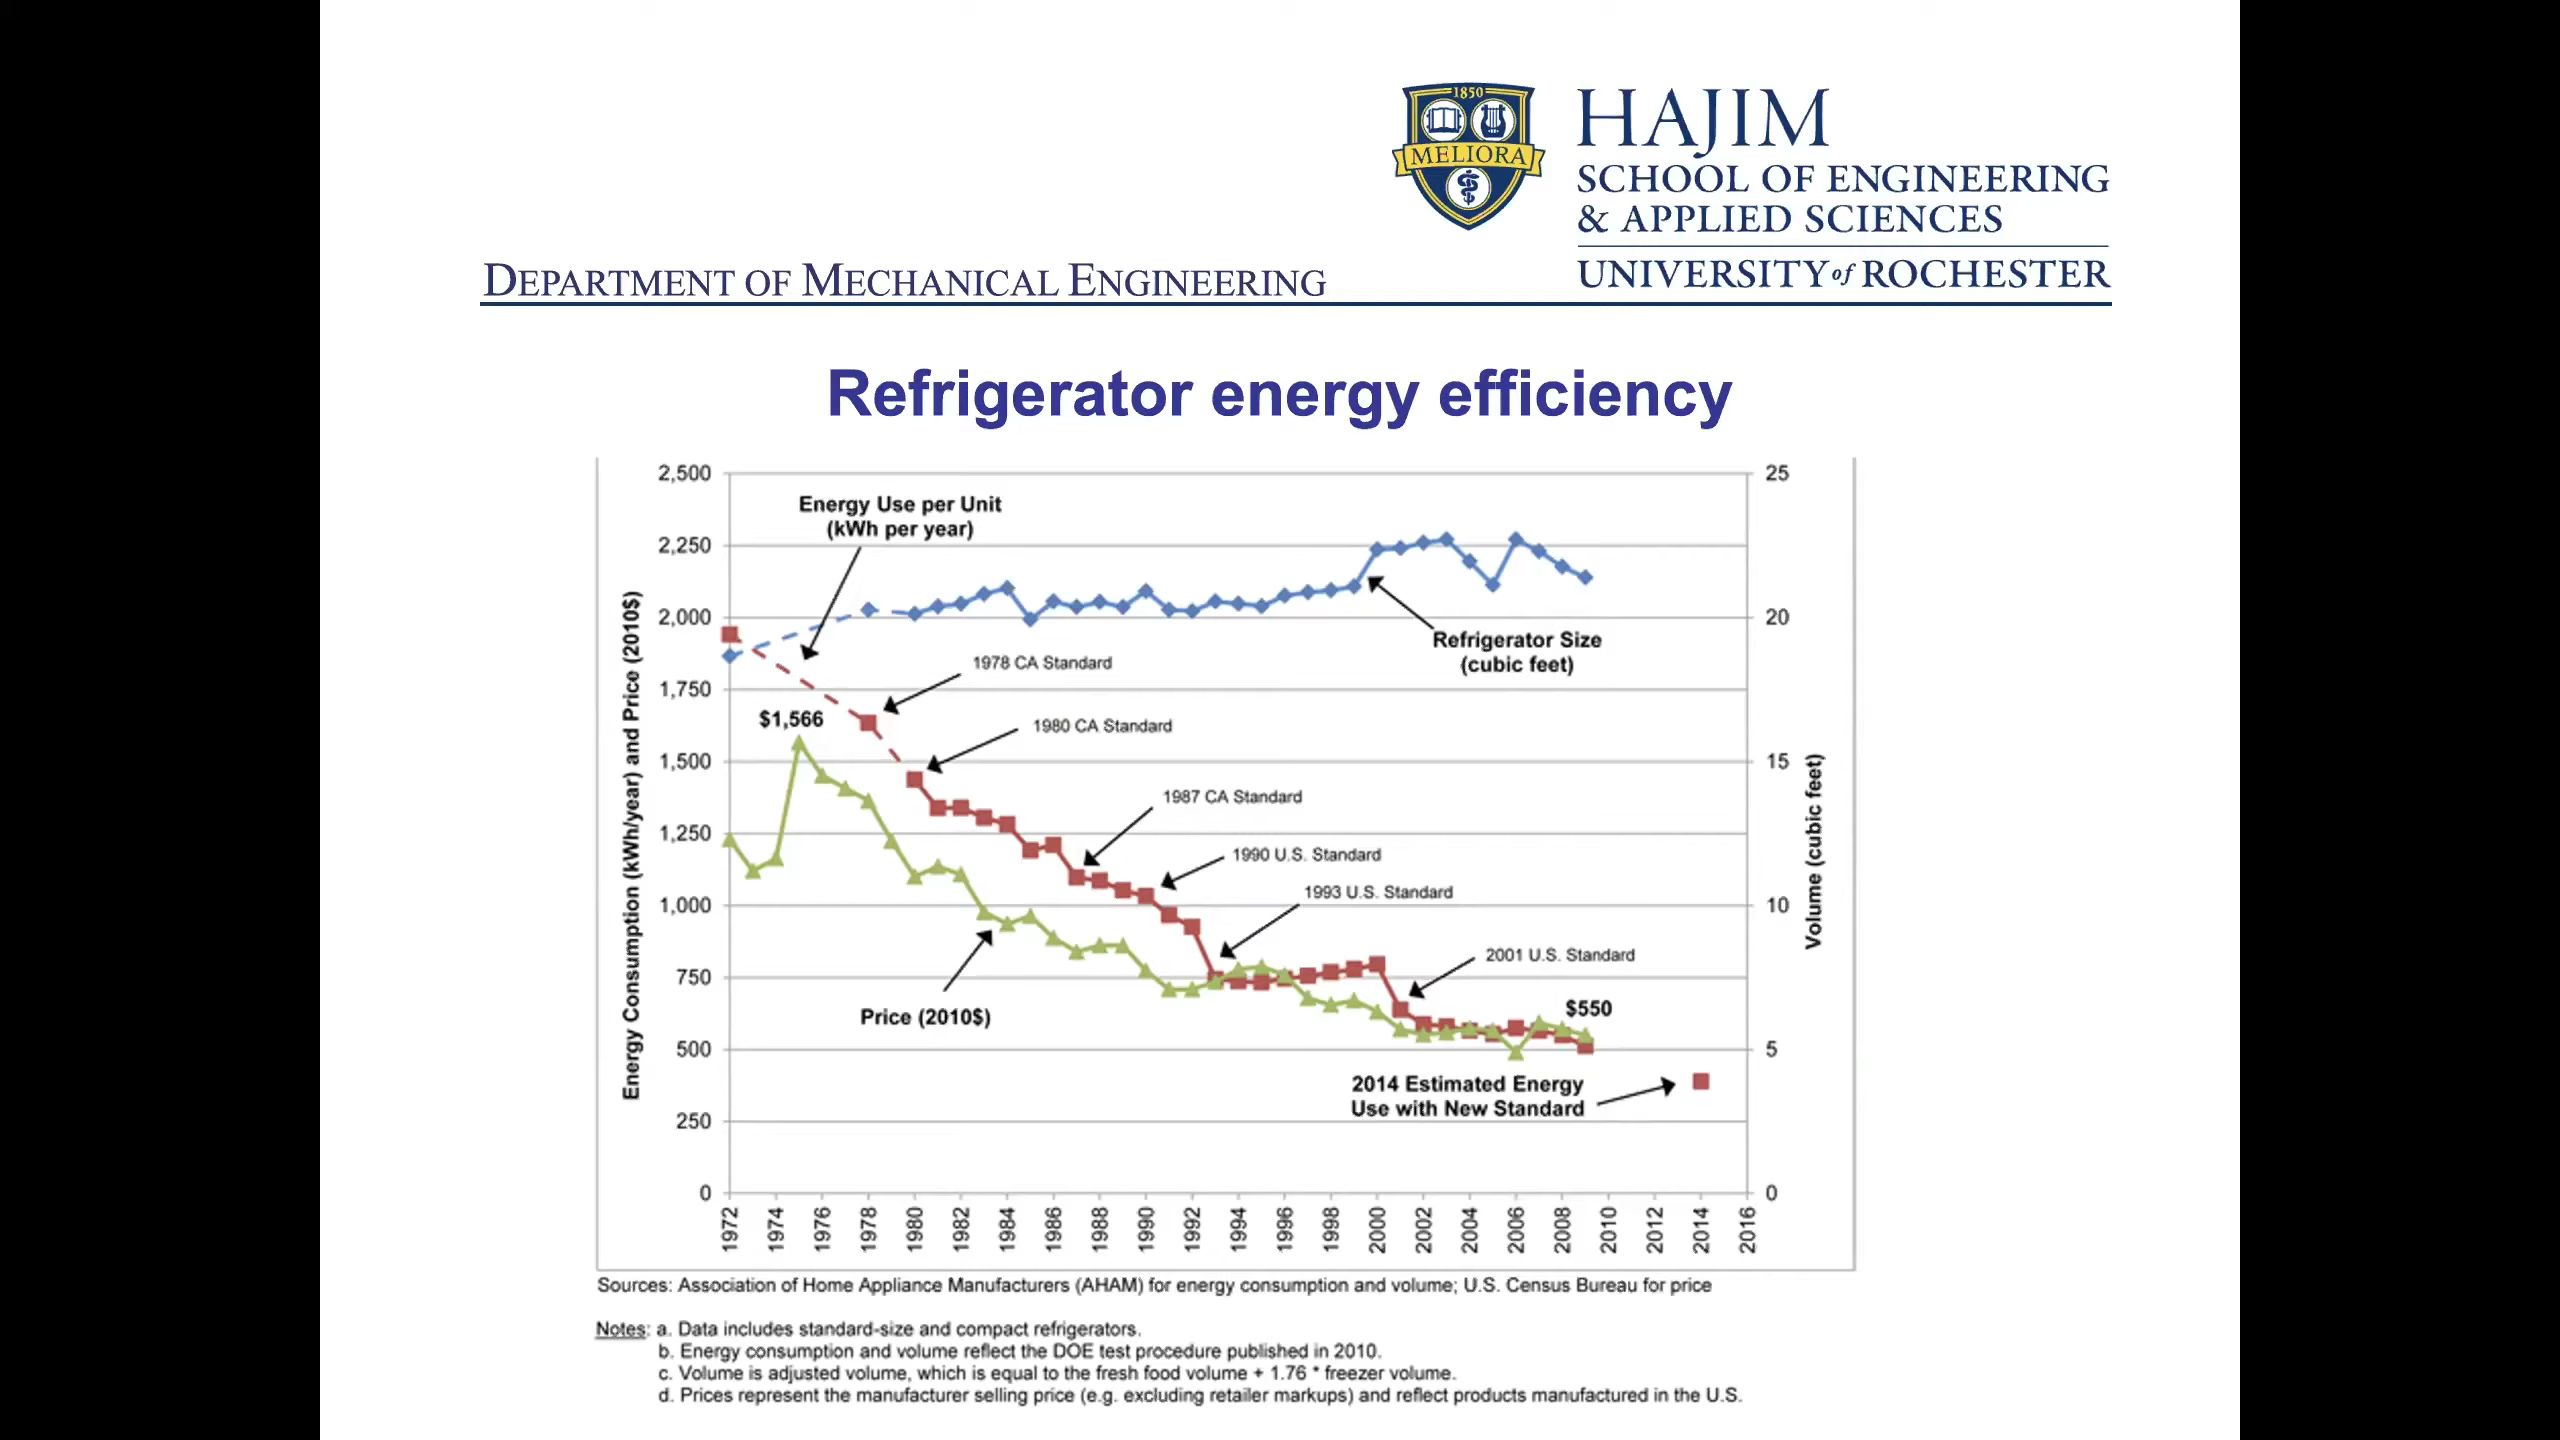 1850
MELIORA
HAJIM
SCHOOL OF ENGINEERING
& APPLIED SCIENCES
UNIVERSITY of ROCHESTER
DEPARTMENT OF MECHANICAL ENGINEERING
Refrigerator energy efficiency
Energy Consumption (kWh/year) and Price (2010$)
2,500
2,250
2,000
1,750
1,500
1,250
1,000
750
500
250
0
Energy Use per Unit
(kWh per year)
Refrigerator Size
(cubic feet)
1978 CA Standard
$1,566
1980 CA Standard
1987 CA Standard
1990 U.S. Standard
1993 U.S. Standard
2001 U.S. Standard
Price (2010$)
$550
2014 Estimated Energy
Use with New Standard
25
20
15
10
5
0
Volume (cubic feet)
1972
1974
1976
1978
1980
1982
1984
1986
1988
1990
1992
1994
1996
1998
2000
2002
2004
2006
2008
2010
2012
2014
2016
Sources: Association of Home Appliance Manufacturers (AHAM) for energy consumption and volume; U.S. Census Bureau for price
Notes: a. Data includes standard-size and compact refrigerators.
b. Energy consumption and volume reflect the DOE test procedure published in 2010.
c. Volume is adjusted volume, which is equal to the fresh food volume + 1.76 * freezer volume.
d. Prices represent the manufacturer selling price (e.g. excluding retailer markups) and reflect products manufactured in the U.S.